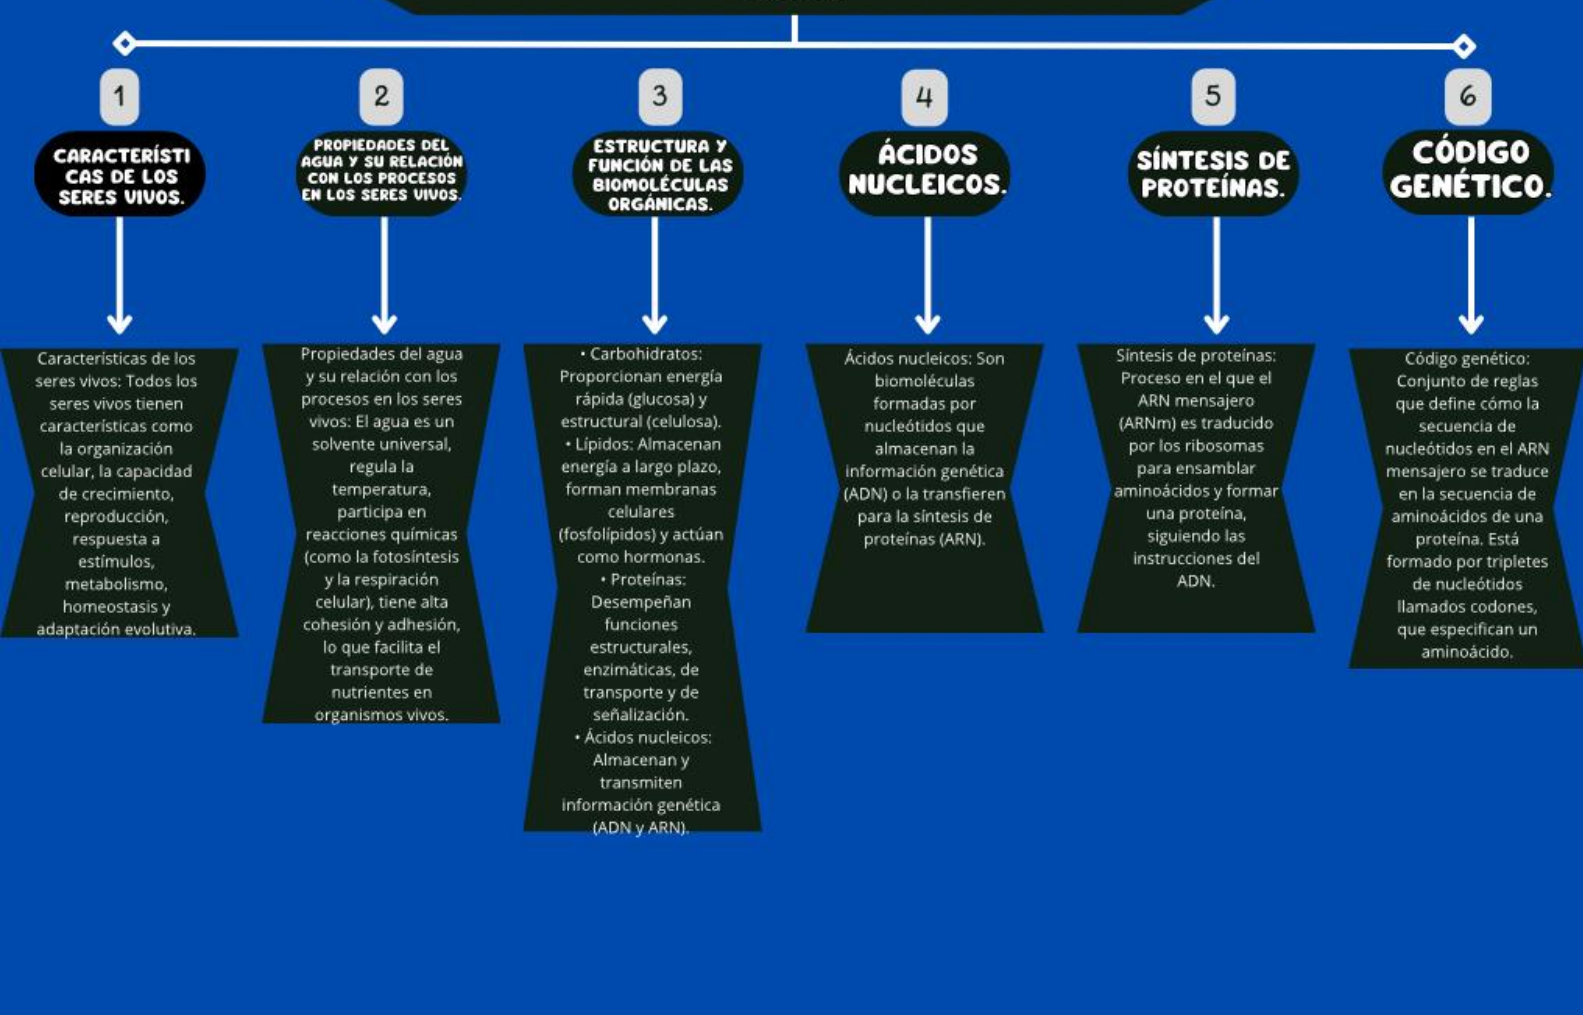 1
CARACTERÍSTI
CAS DE LOS
SERES VIVOS.
Características de los
seres vivos: Todos los
seres vivos tienen
características como
la organización
celular, la capacidad
de crecimiento,
reproducción,
respuesta a
estímulos,
metabolismo,
homeostasis y
adaptación evolutiva.
2
PROPIEDADES DEL
AGUA Y SU RELACIÓN
CON LOS PROCESOS
EN LOS SERES VIVOS.
Propiedades del agua
y su relación con los
procesos en los seres
vivos: El agua es un
solvente universal,
regula la
temperatura,
participa en
reacciones químicas
(como la fotosíntesis
y la respiración
celular), tiene alta
cohesión y adhesión,
lo que facilita el
transporte de
nutrientes en
organismos vivos.
3
ESTRUCTURA Y
FUNCIÓN DE LAS
BIOMOLÉCULAS
ORGÁNICAS.
• Carbohidratos:
Proporcionan energía
rápida (glucosa) y
estructural (celulosa).
• Lípidos: Almacenan
energía a largo plazo,
forman membranas
celulares
(fosfolípidos) y actúan
como hormonas.
• Proteínas:
Desempeñan
funciones
estructurales,
enzimáticas, de
transporte y de
señalización.
• Ácidos nucleicos:
Almacenan y
transmiten
información genética
(ADN y ARN).
4
ÁCIDOS
NUCLEICOS.
Ácidos nucleicos: Son
biomoléculas
formadas por
nucleótidos que
almacenan la
información genética
(ADN) o la transfieren
para la síntesis de
proteínas (ARN).
5
SÍNTESIS DE
PROTEÍNAS.
Síntesis de proteínas:
Proceso en el que el
ARN mensajero
(ARNm) es traducido
por los ribosomas
para ensamblar
aminoácidos y formar
una proteína,
siguiendo las
instrucciones del
ADN.
6
CÓDIGO
GENÉTICO.
Código genético:
Conjunto de reglas
que define cómo la
secuencia de
nucleótidos en el ARN
mensajero se traduce
en la secuencia de
aminoácidos de una
proteína. Está
formado por tripletes
de nucleótidos
llamados codones,
que especifican un
aminoácido.